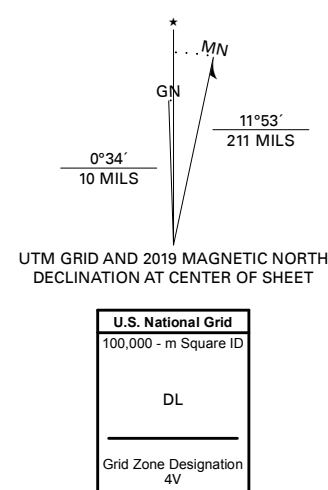 ★
MN
GN
11°53´
211 MILS
0°34´
10 MILS
UTM GRID AND 2019 MAGNETIC NORTH
DECLINATION AT CENTER OF SHEET
U.S. National Grid
100,000 - m Square ID
DL
Grid Zone Designation
4V